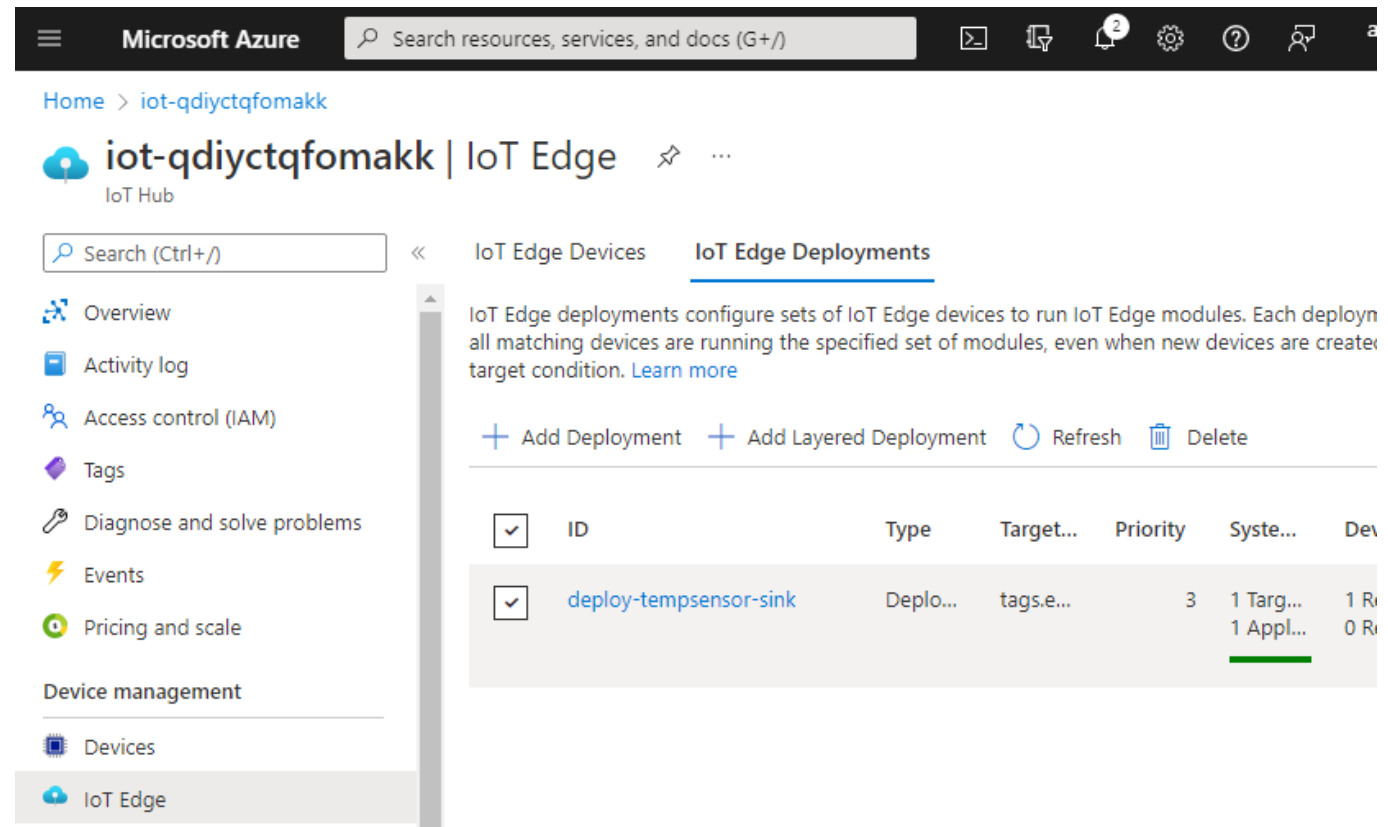 Microsoft Azure
Search resources, services, and docs (G+/)
2
a
Home > iot-qdiyctqfomakk
iot-qdiyctqfomakk | IoT Edge
IoT Hub
Search (Ctrl+/)
Overview
Activity log
Access control (IAM)
Tags
Diagnose and solve problems
Events
Pricing and scale
Device management
Devices
IoT Edge
IoT Edge Devices IoT Edge Deployments
IoT Edge deployments configure sets of IoT Edge devices to run IoT Edge modules. Each deploym
all matching devices are running the specified set of modules, even when new devices are created
target condition. Learn more
Add Deployment Add Layered Deployment Refresh Delete
ID Type Target... Priority Syste... Dev
deploy-tempsensor-sink Deplo... tags.e... 3 1 Targ... 1 Re
1 Appl... 0 Re